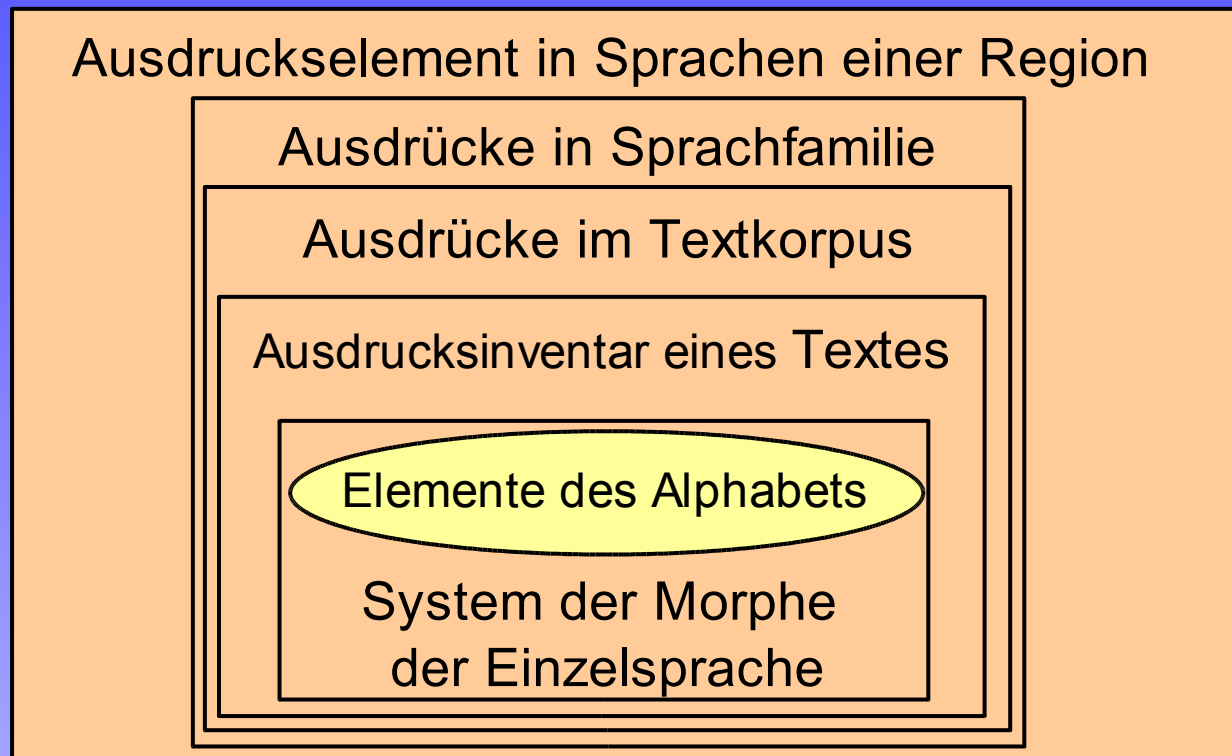 Ausdruckselement in Sprachen einer Region
Ausdrücke in Sprachfamilie
Ausdrücke im Textkorpus
Ausdrucksinventar eines Textes
Elemente des Alphabets
System der Morphe
der Einzelsprache